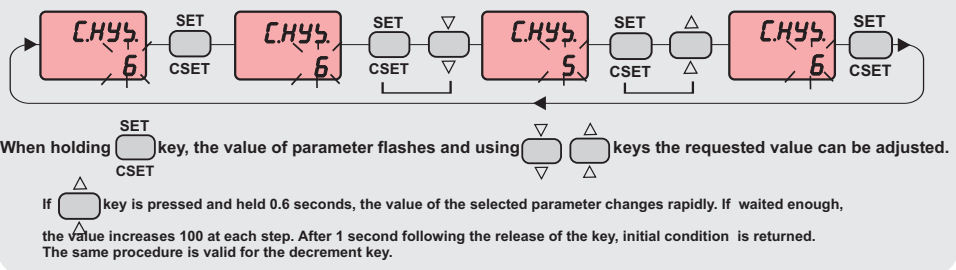 SET SET SET SET
C.HYS. C.HYS. C.HYS. C.HYS.
6 6 5 6
CSET CSET CSET CSET
SET
When holding key, the value of parameter flashes and using keys the requested value can be adjusted.
CSET
If key is pressed and held 0.6 seconds, the value of the selected parameter changes rapidly. If waited enough,
the value increases 100 at each step. After 1 second following the release of the key, initial condition is returned.
The same procedure is valid for the decrement key.